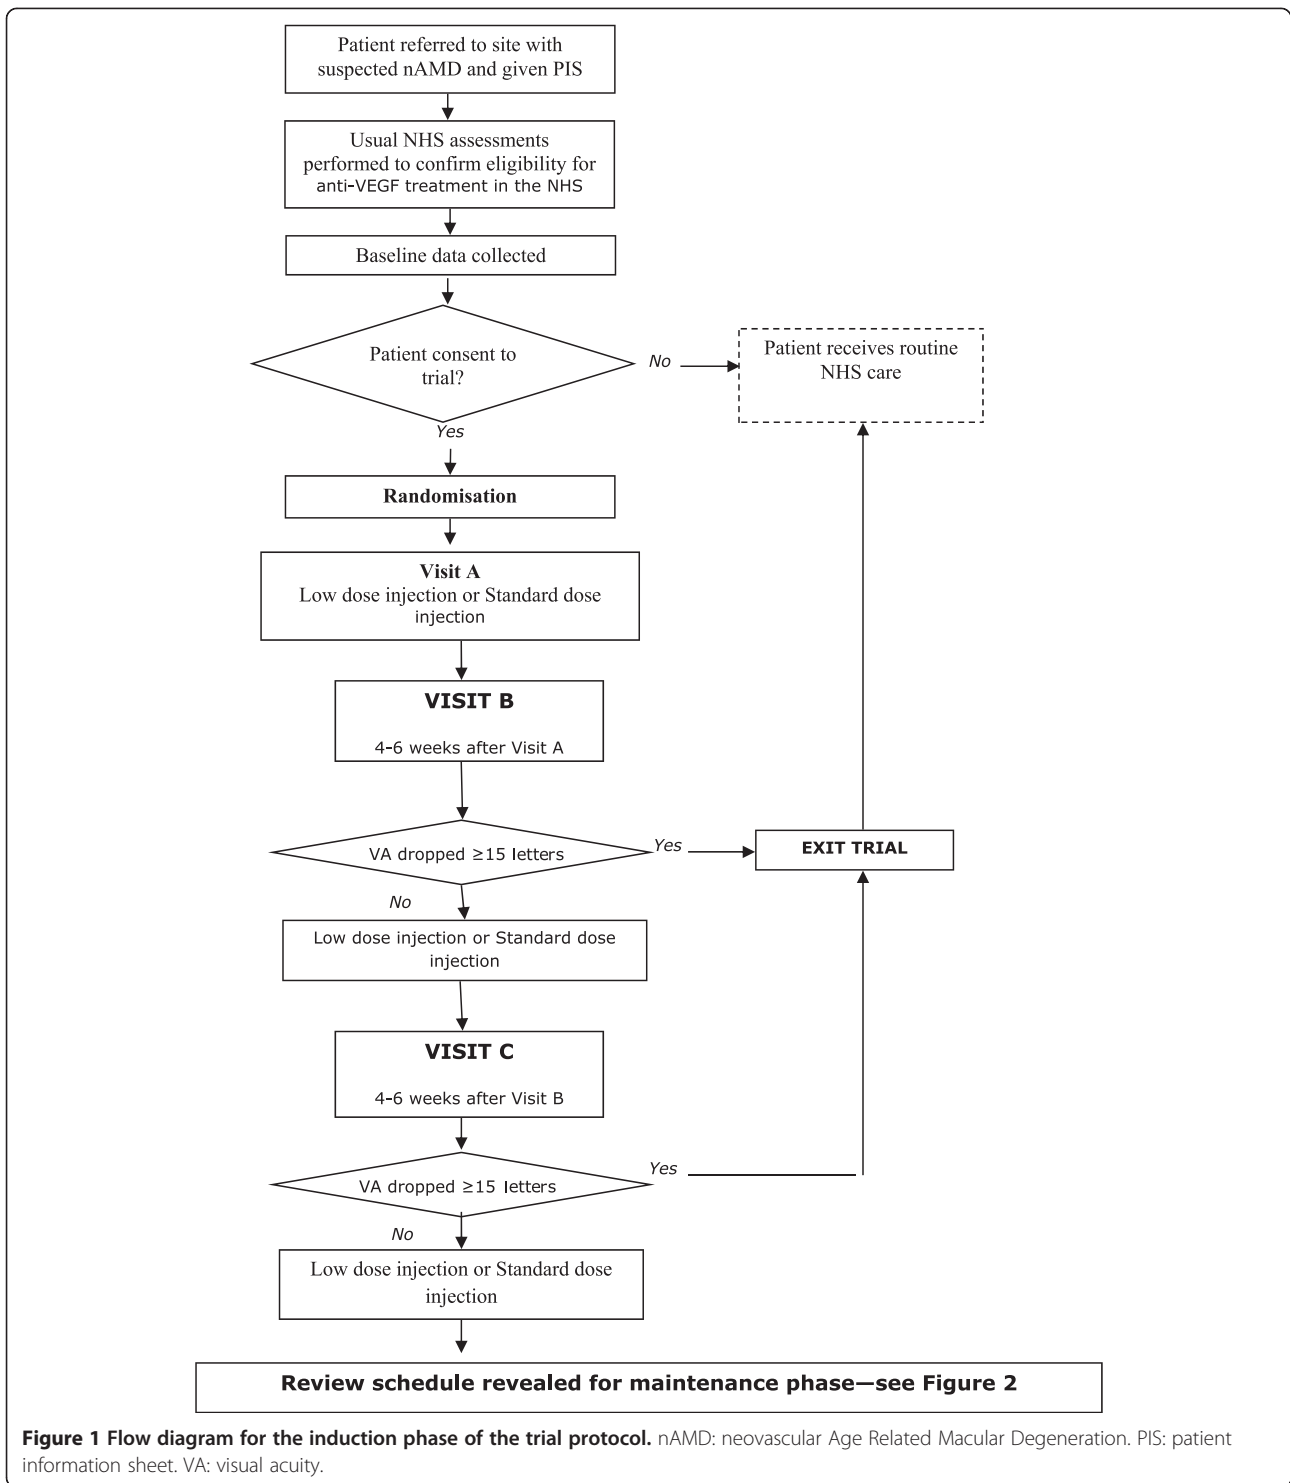 Patient referred to site with
suspected nAMD and given PIS
Usual NHS assessments
performed to confirm eligibility for
anti-VEGF treatment in the NHS
Baseline data collected
Patient consent to
trial?
No
Patient receives routine
NHS care
Yes
Randomisation
Visit A
Low dose injection or Standard dose
injection
VISIT B
4-6 weeks after Visit A
VA dropped ≥15 letters
Yes
EXIT TRIAL
No
Low dose injection or Standard dose
injection
VISIT C
4-6 weeks after Visit B
VA dropped ≥15 letters
Yes
No
Low dose injection or Standard dose
injection
Review schedule revealed for maintenance phase—see Figure 2
Figure 1 Flow diagram for the induction phase of the trial protocol. nAMD: neovascular Age Related Macular Degeneration. PIS: patient
information sheet. VA: visual acuity.